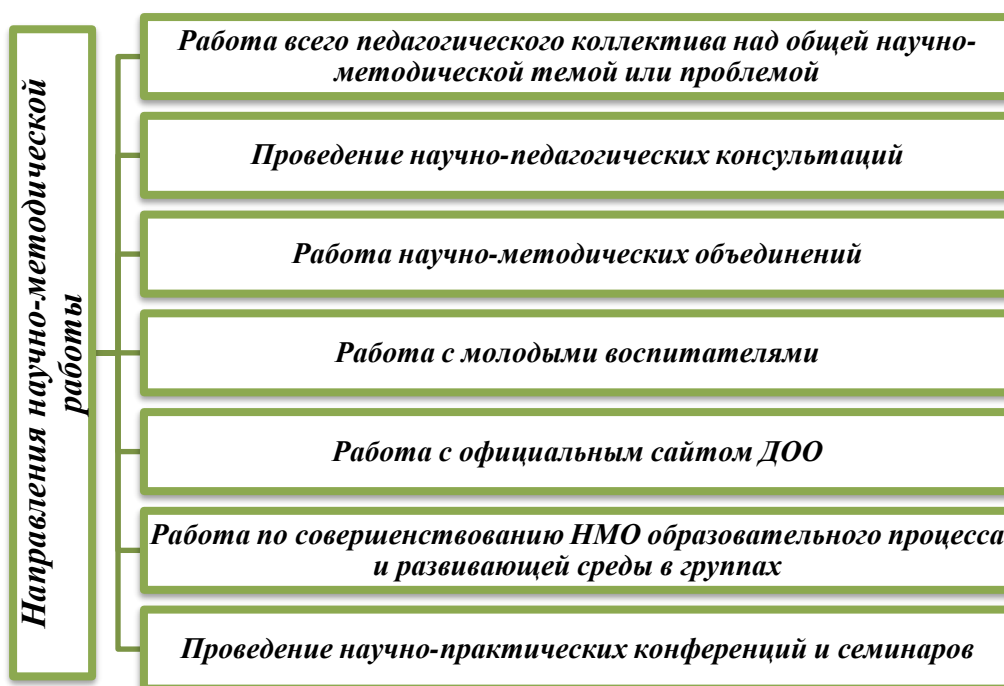 Направления научно-методической
работы
Работа всего педагогического коллектива над общей научно-
методической темой или проблемой
Проведение научно-педагогических консультаций
Работа научно-методических объединений
Работа с молодыми воспитателями
Работа с официальным сайтом ДОО
Работа по совершенствованию НМО образовательного процесса
и развивающей среды в группах
Проведение научно-практических конференций и семинаров